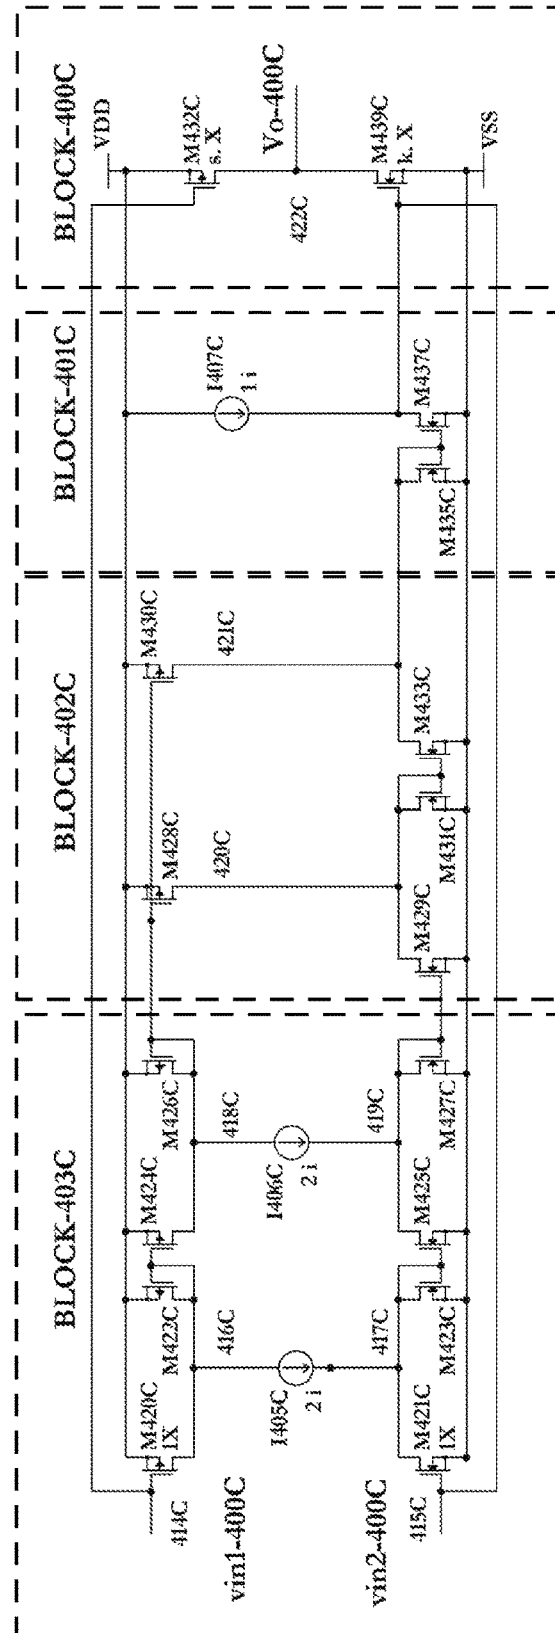 BLOCK-400C
VDD
M432C
s. X
Vo-400C
422C
M439C
k. X
VSS
BLOCK-401C
I407C
1 i
M437C
M435C
BLOCK-402C
M430C
421C
M433C
M428C
420C
M431C
M429C
BLOCK-403C
M426C
418C
I406C
2 i
419C
M427C
M424C
M425C
M422C
416C
I405C
2 i
417C
M423C
M420C
1X
M421C
1X
414C
vin1-400C
vin2-400C
415C